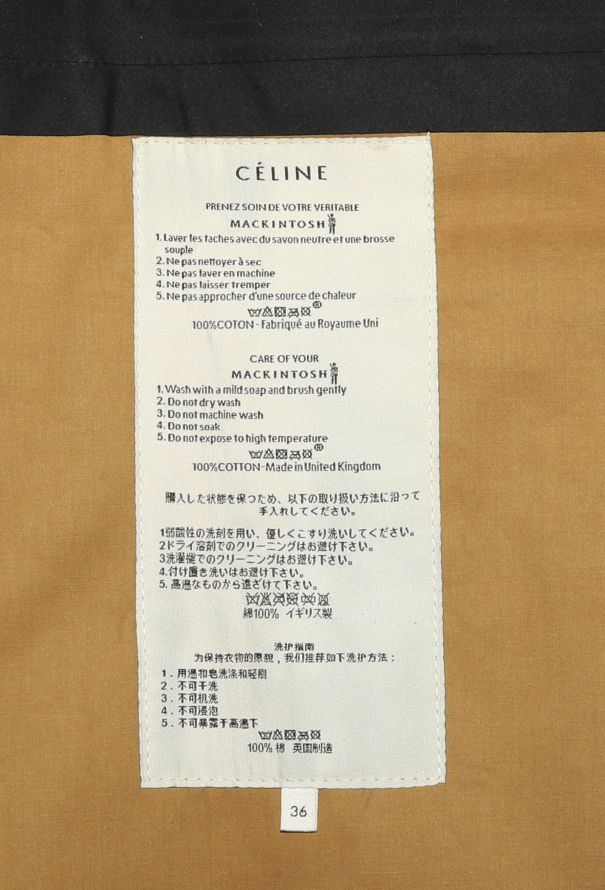 CÉLINE
PRENEZ SOIN DE VOTRE VERITABLE
MACKINTOSH
1. Laver les taches avec du savon neutre et une brosse
souple
2. Ne pas nettoyer à sec
3. Ne pas laver en machine
4. Ne pas laisser tremper
5. Ne pas approcher d'une source de chaleur
®
100%COTON - Fabriqué au Royaume Uni
CARE OF YOUR
MACKINTOSH
1. Wash with a mild soap and brush gently
2. Do not dry wash
3. Do not machine wash
4. Do not soak
5. Do not expose to high temperature
®
100%COTTON - Made in United Kingdom
購入した状態を保つため、以下の取り扱い方法に沿って
手入れしてください。
1弱酸性の洗剤を用い、優しくこすり洗いしてください。
2ドライ溶剤でのクリーニングはお避け下さい。
3洗濯機でのクリーニングはお避け下さい。
4.付け置き洗いはお避け下さい。
5. 高温なものから遠ざけて下さい。
綿100% イギリス製
洗护指南
为保持衣物的原貌，我们推荐如下洗护方法：
1．用温和皂洗涤和轻刷
2．不可干洗
3．不可机洗
4．不可浸泡
5．不可暴露于高温下
100% 棉 英国制造
36